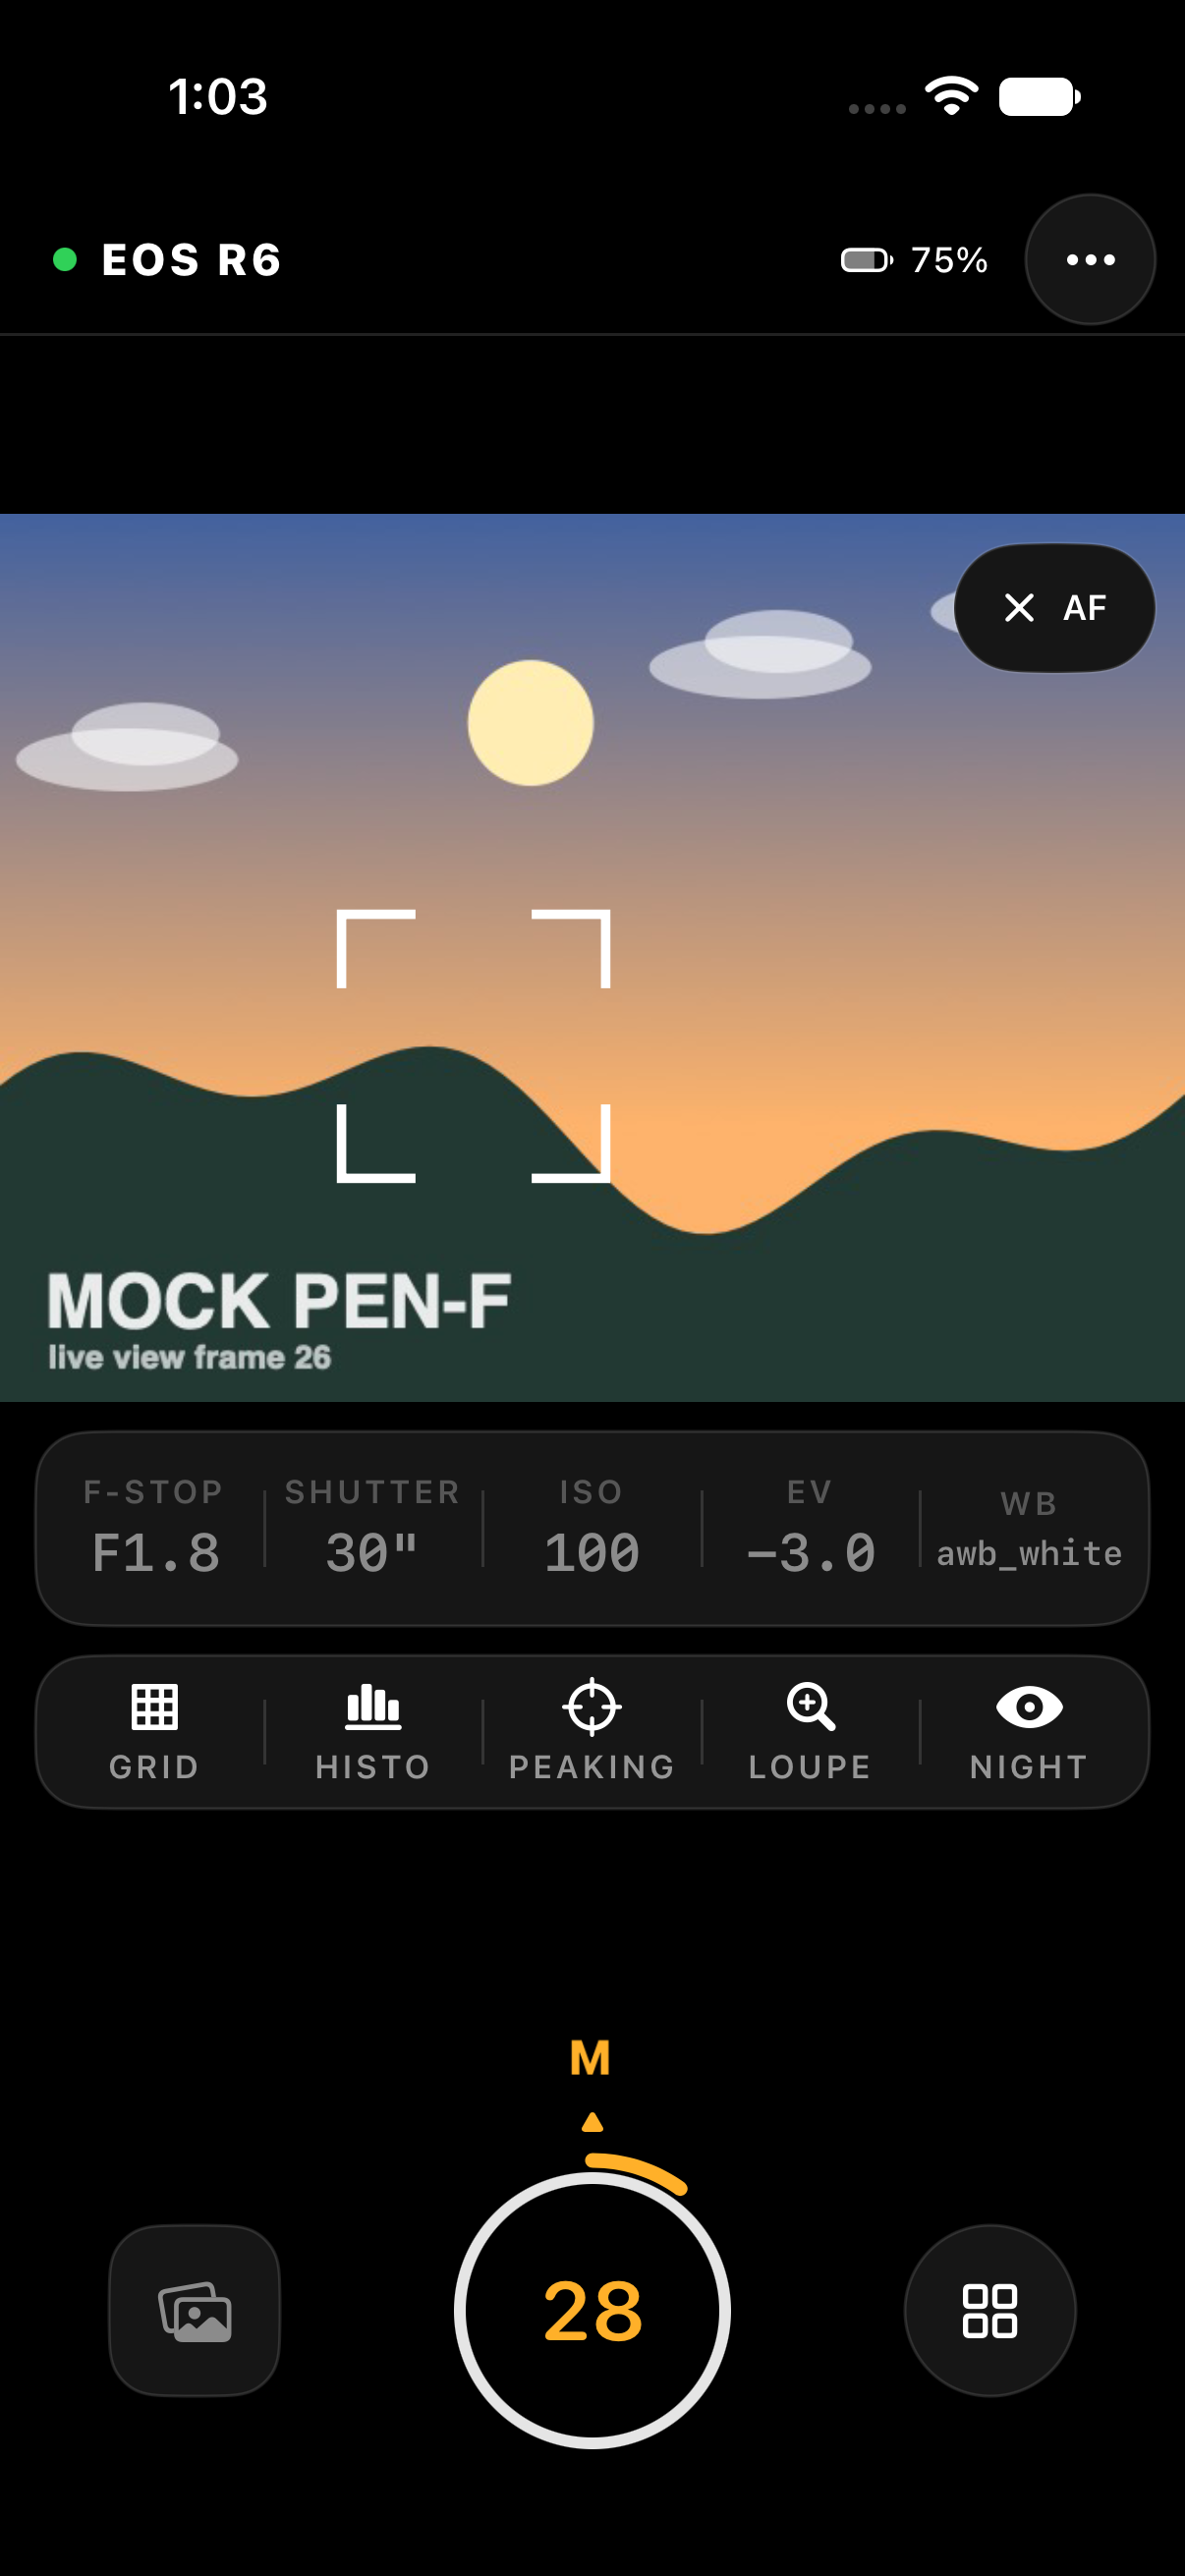 1:03
EOS R6 75%
AF
MOCK PEN-F
live view frame 26
F-STOP SHUTTER ISO EV WB
F1.8 30" 100 −3.0 awb_white
GRID HISTO PEAKING LOUPE NIGHT
M
28